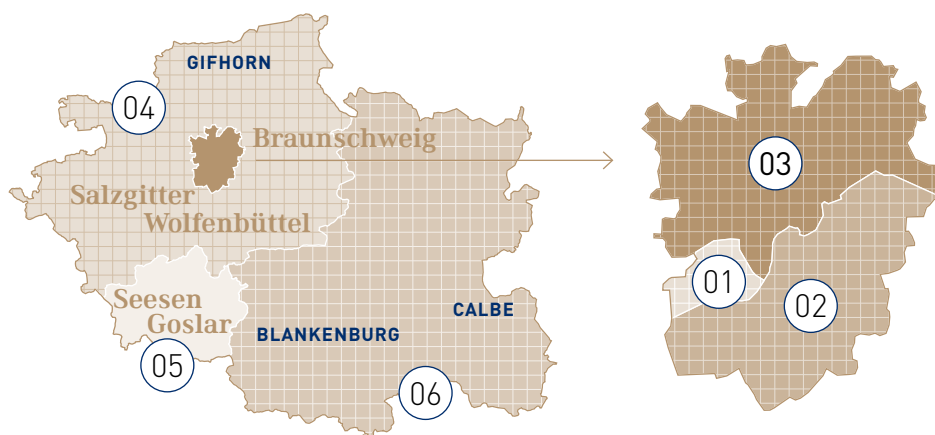 GIFHORN
04
Braunschweig
03
Salzgitter
Wolfenbüttel
01
Seesen
Goslar
02
CALBE
BLANKENBURG
05
06